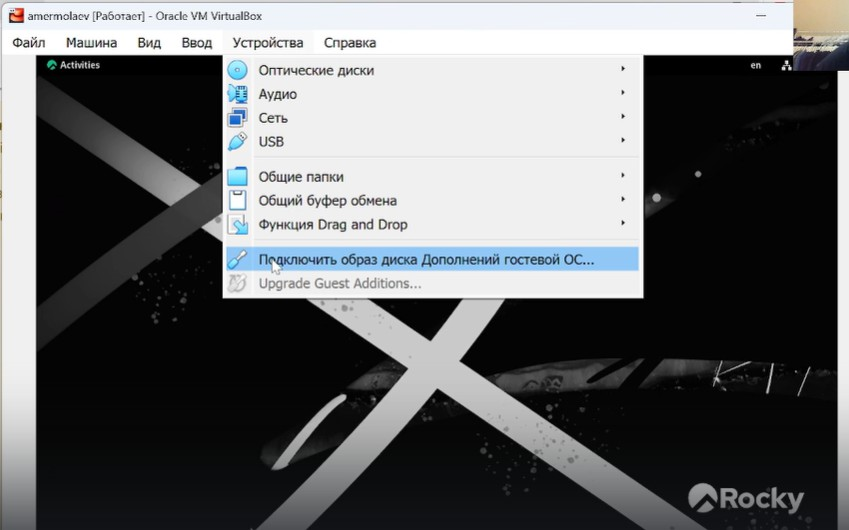 amermolaev [Работает] - Oracle VM VirtualBox
Файл Машина Вид Ввод Устройства Справка
Activities
en
Оптические диски
Аудио
Сеть
USB
Общие папки
Общий буфер обмена
Функция Drag and Drop
Подключить образ диска Дополнений гостевой ОС...
Upgrade Guest Additions...
Rocky